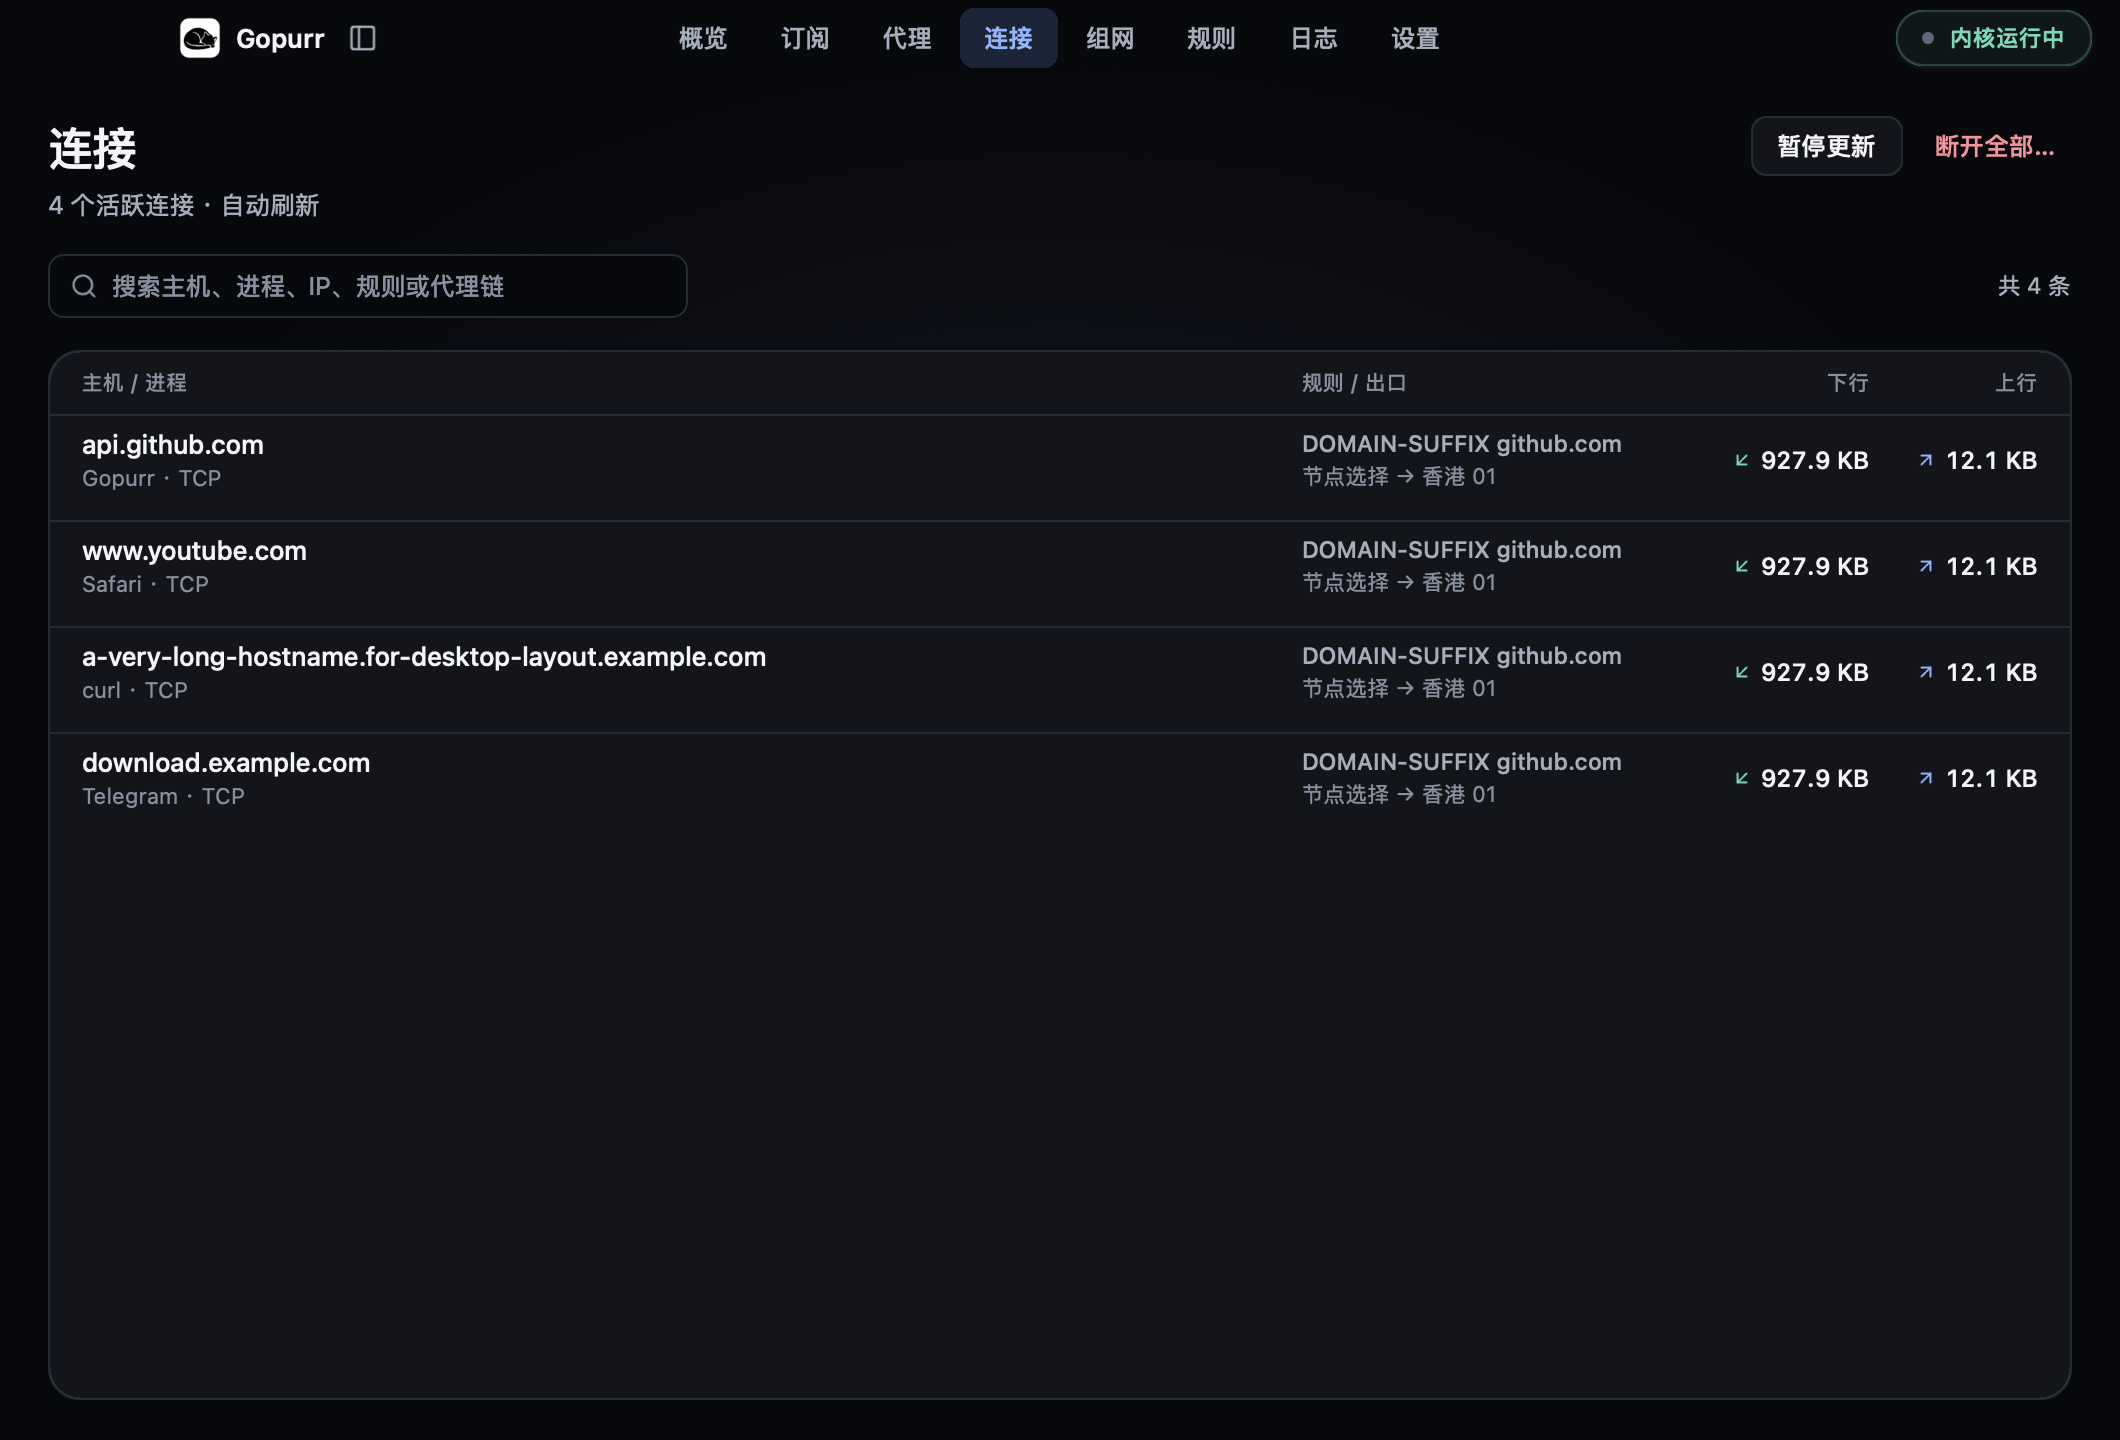 Gopurr 概览 订阅 代理 连接 组网 规则 日志 设置 内核运行中
连接 暂停更新 断开全部...
4 个活跃连接 · 自动刷新
搜索主机、进程、IP、规则或代理链 共 4 条
主机 / 进程 规则 / 出口 下行 上行
api.github.com DOMAIN-SUFFIX github.com 927.9 KB 12.1 KB
Gopurr · TCP 节点选择 → 香港 01
www.youtube.com DOMAIN-SUFFIX github.com 927.9 KB 12.1 KB
Safari · TCP 节点选择 → 香港 01
a-very-long-hostname.for-desktop-layout.example.com DOMAIN-SUFFIX github.com 927.9 KB 12.1 KB
curl · TCP 节点选择 → 香港 01
download.example.com DOMAIN-SUFFIX github.com 927.9 KB 12.1 KB
Telegram · TCP 节点选择 → 香港 01